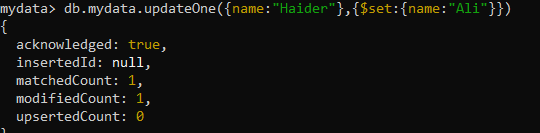 mydata> db.mydata.updateOne({name:"Haider"},{$set:{name:"Ali"}})
{
  acknowledged: true,
  insertedId: null,
  matchedCount: 1,
  modifiedCount: 1,
  upsertedCount: 0
}